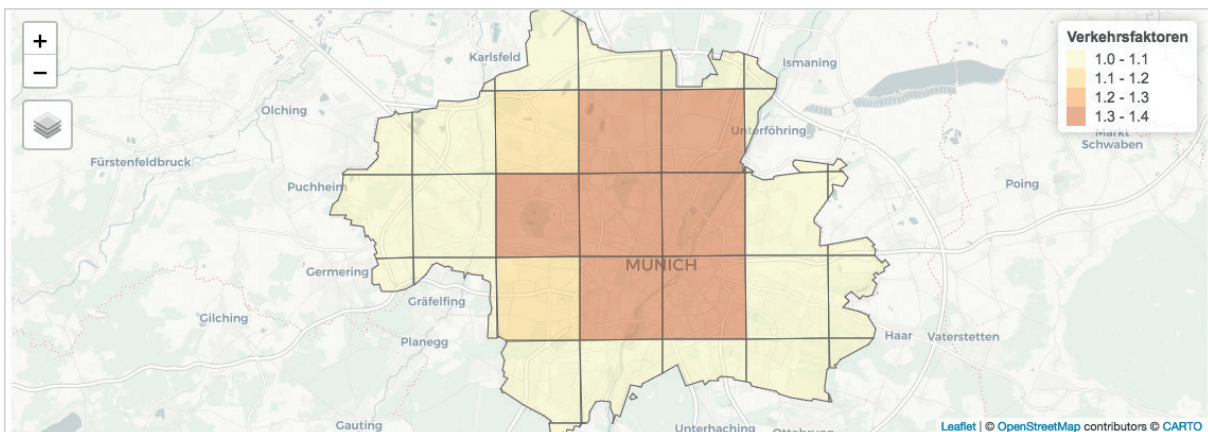 +
−
Karlsfeld
Ismaning
Olching
Unterföhring
Fürstenfeldbruck
Puchheim
Poing
Markt
Schwaben
Germering
MUNICH
Gräfelfing
Gilching
Planegg
Haar
Vaterstetten
Gauting
Unterhaching
Ottobrunn
Verkehrsfaktoren
1.0 - 1.1
1.1 - 1.2
1.2 - 1.3
1.3 - 1.4
Leaflet | © OpenStreetMap contributors © CARTO